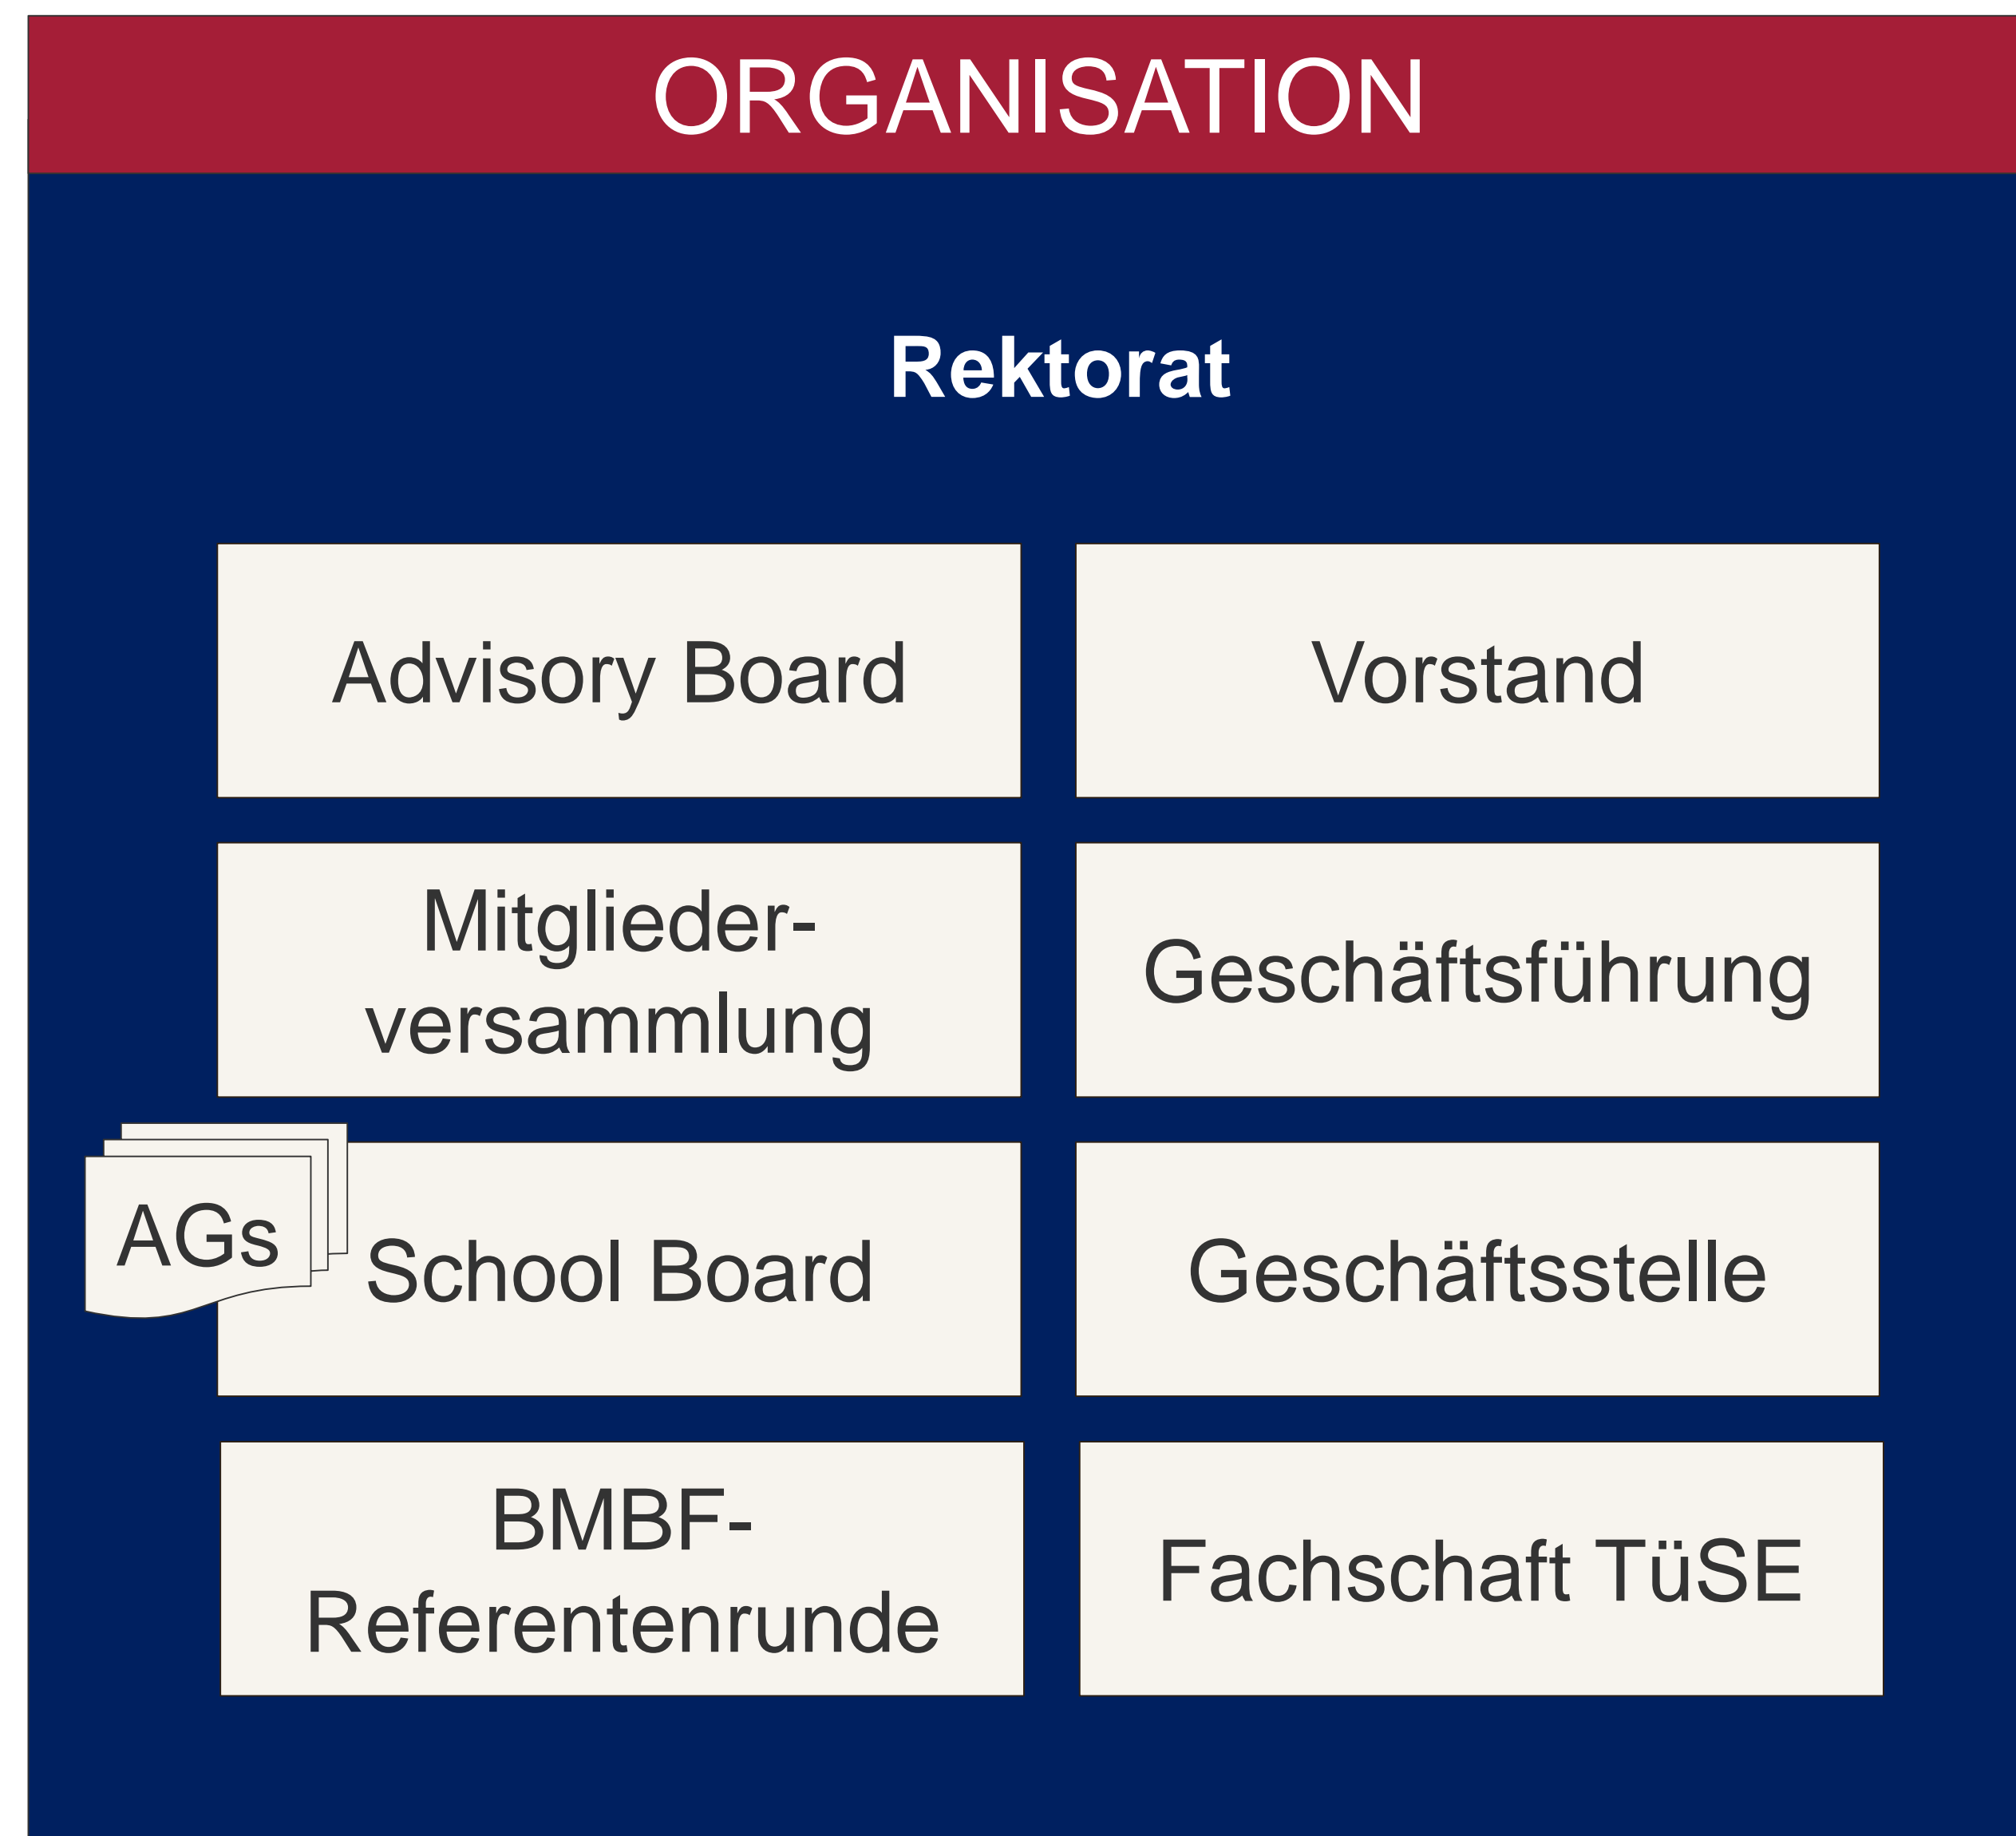 ORGANISATION
Rektorat
Advisory Board
Vorstand
Mitglieder-
versammlung
Geschäftsführung
AGs
School Board
Geschäftsstelle
BMBF-
Referentenrunde
Fachschaft TüSE